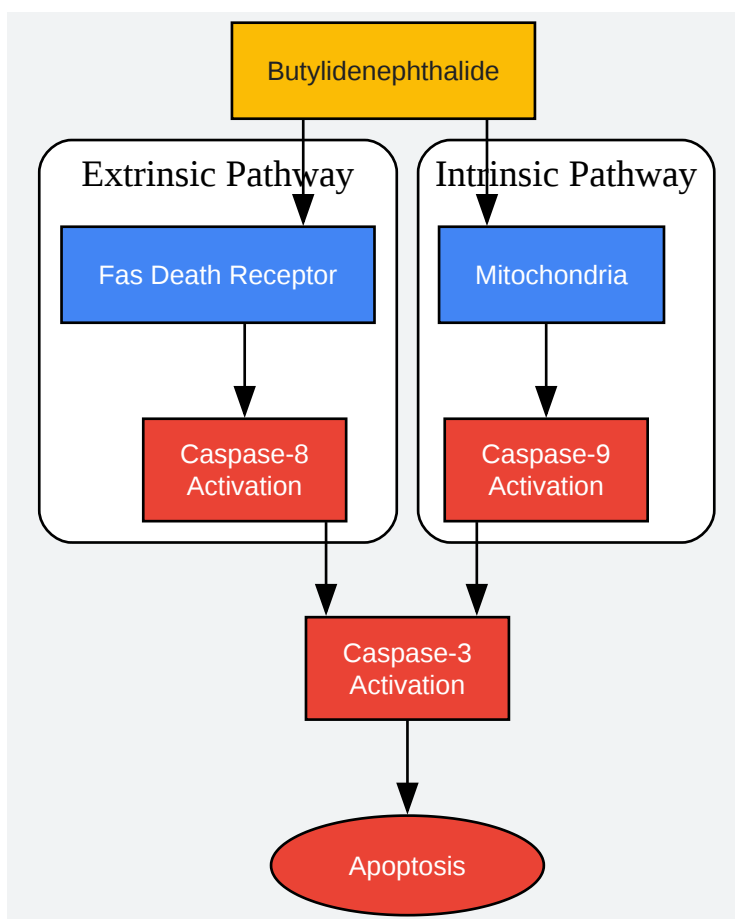 Butylidenephthalide
Extrinsic Pathway
Intrinsic Pathway
Fas Death Receptor
Mitochondria
Caspase-8
Activation
Caspase-9
Activation
Caspase-3
Activation
Apoptosis